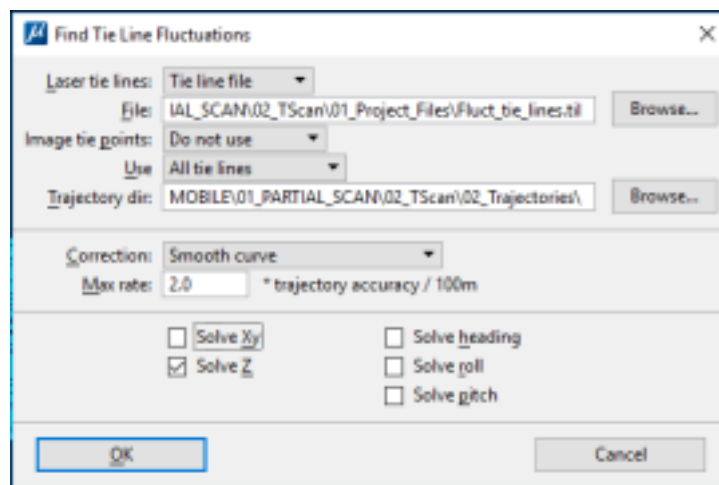 Find Tie Line Fluctuations
Laser tie lines: Tie line file
File: IAL_SCAN\02_TScan\01_Project_Files\Fluct_tie_lines.til Browse...
Image tie points: Do not use
Use All tie lines
Trajectory dir: MOBILE\01_PARTIAL_SCAN\02_TScan\02_Trajectories\ Browse...
Correction: Smooth curve
Max rate: 2.0 * trajectory accuracy / 100m
Solve Xy Solve heading
Solve Z Solve roll
Solve pitch
OK Cancel